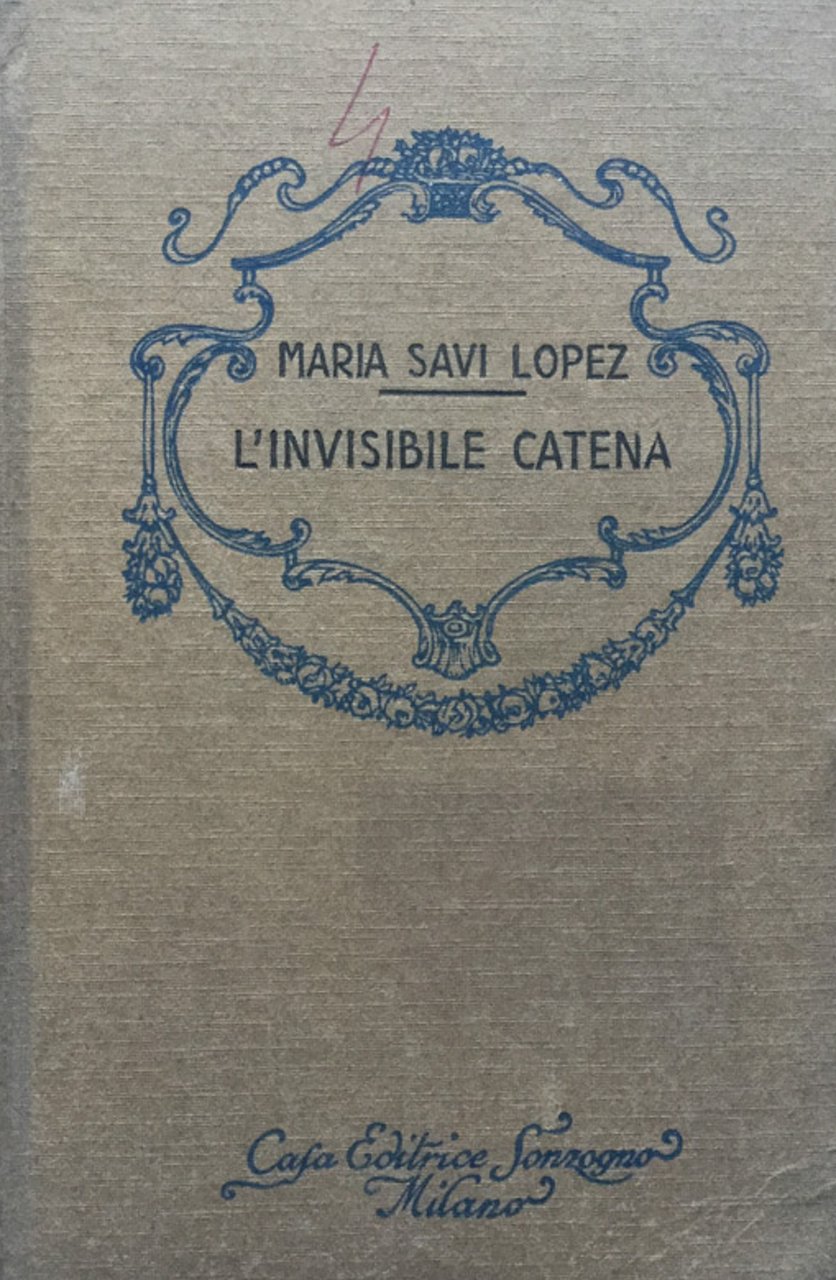 MARIA SAVI LOPEZ
L'INVISIBILE CATENA
Casa Editrice Sonzogno
Milano